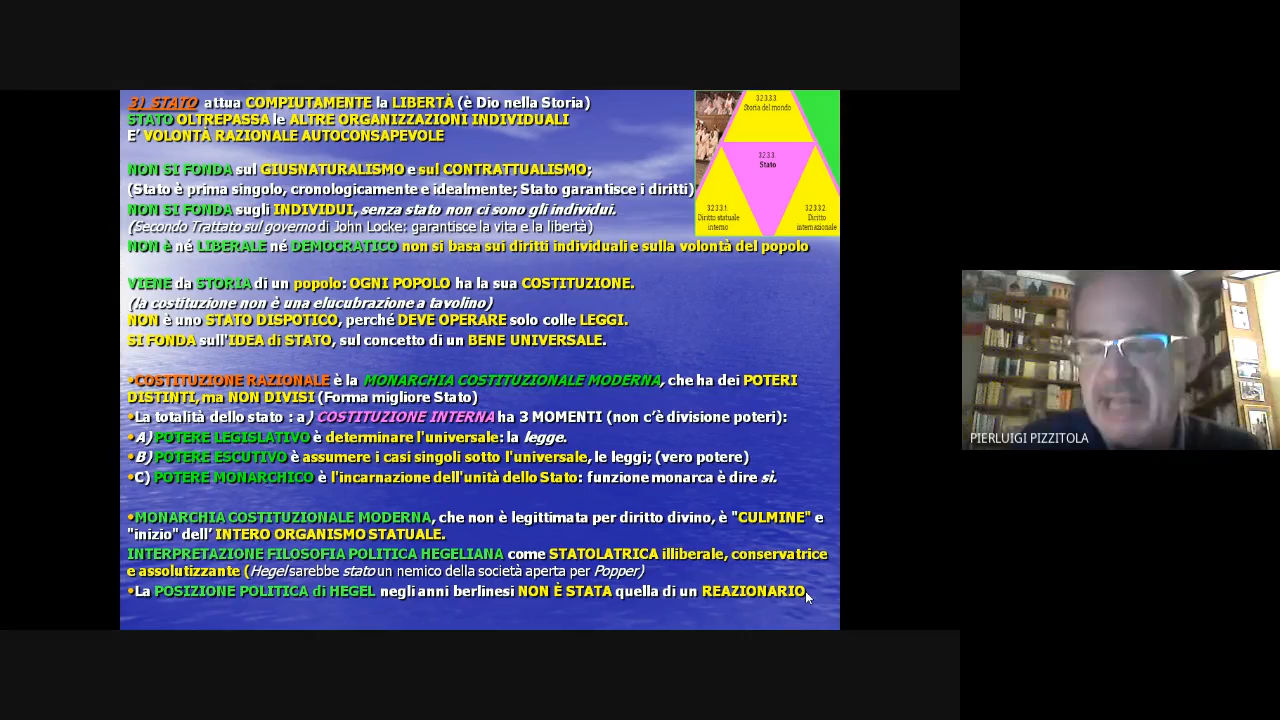 3) STATO attua COMPIUTAMENTE la LIBERTÀ (è Dio nella Storia)
STATO OLTREPASSA le ALTRE ORGANIZZAZIONI INDIVIDUALI
E' VOLONTÀ RAZIONALE AUTOCONSAPEVOLE
NON SI FONDA sul GIUSNATURALISMO e sul CONTRATTUALISMO;
(Stato è prima singolo, cronologicamente e idealmente; Stato garantisce i diritti)
NON SI FONDA sugli INDIVIDUI, senza stato non ci sono gli individui.
(Secondo Trattato sul governo di John Locke: garantisce la vita e la libertà)
NON è né LIBERALE né DEMOCRATICO non si basa sui diritti individuali e sulla volontà del popolo
VIENE da STORIA di un popolo: OGNI POPOLO ha la sua COSTITUZIONE.
(la costituzione non è una elucubrazione a tavolino)
NON è uno STATO DISPOTICO, perché DEVE OPERARE solo colle LEGGI.
SI FONDA sull'IDEA di STATO, sul concetto di un BENE UNIVERSALE.
•COSTITUZIONE RAZIONALE è la MONARCHIA COSTITUZIONALE MODERNA, che ha dei POTERI
DISTINTI, ma NON DIVISI (Forma migliore Stato)
•La totalità dello stato : a) COSTITUZIONE INTERNA ha 3 MOMENTI (non c'è divisione poteri):
•A) POTERE LEGISLATIVO è determinare l'universale: la legge.
•B) POTERE ESCUTIVO è assumere i casi singoli sotto l'universale, le leggi; (vero potere)
•C) POTERE MONARCHICO è l'incarnazione dell'unità dello Stato: funzione monarca è dire sì.
•MONARCHIA COSTITUZIONALE MODERNA, che non è legittimata per diritto divino, è "CULMINE" e
"inizio" dell' INTERO ORGANISMO STATUALE.
INTERPRETAZIONE FILOSOFIA POLITICA HEGELIANA come STATOLATRICA illiberale, conservatrice
e assolutizzante (Hegel sarebbe stato un nemico della società aperta per Popper)
•La POSIZIONE POLITICA di HEGEL negli anni berlinesi NON È STATA quella di un REAZIONARIO
3.2.3.3.3.
Storia del mondo
3.2.3.3.
Stato
3.2.3.3.1.
Diritto statuale
interno
3.2.3.3.2.
Diritto
internazionale
PIERLUIGI PIZZITOLA